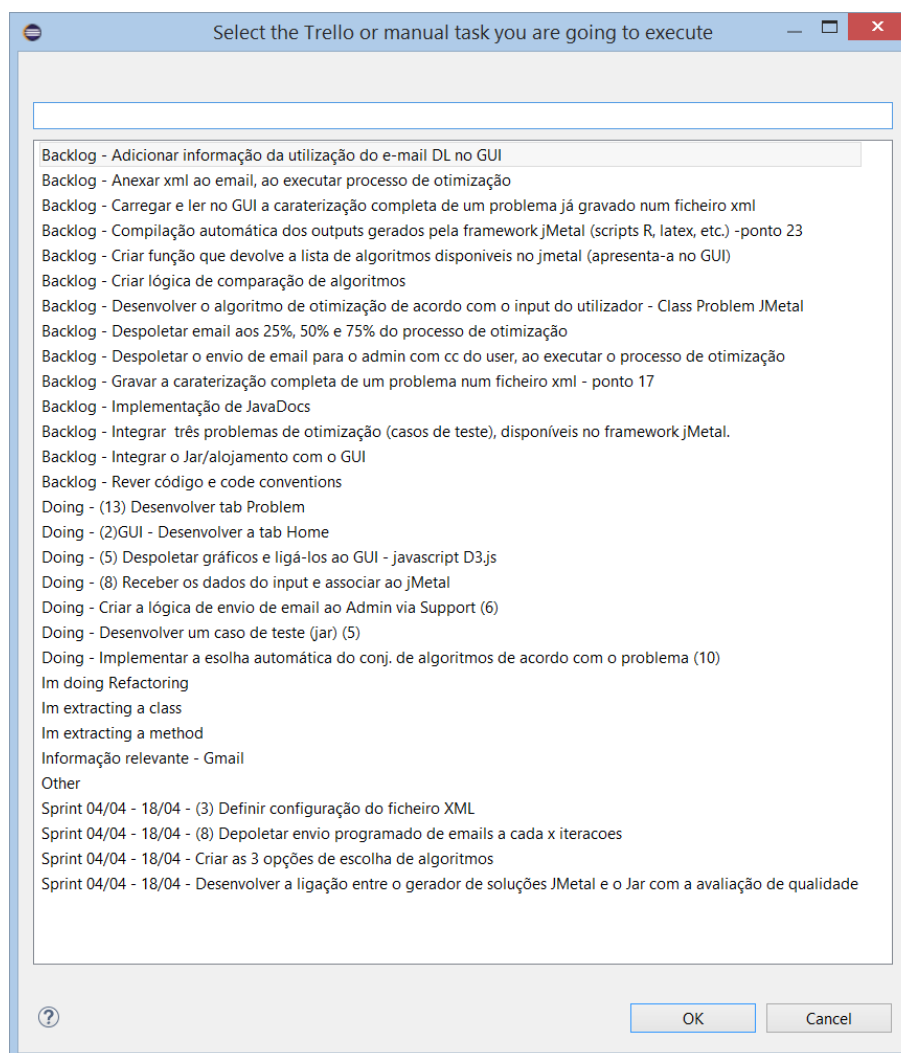 Select the Trello or manual task you are going to execute
Backlog - Adicionar informação da utilização do e-mail DL no GUI
Backlog - Anexar xml ao email, ao executar processo de otimização
Backlog - Carregar e ler no GUI a caraterização completa de um problema já gravado num ficheiro xml
Backlog - Compilação automática dos outputs gerados pela framework jMetal (scripts R, latex, etc.) -ponto 23
Backlog - Criar função que devolve a lista de algoritmos disponiveis no jmetal (apresenta-a no GUI)
Backlog - Criar lógica de comparação de algoritmos
Backlog - Desenvolver o algoritmo de otimização de acordo com o input do utilizador - Class Problem JMetal
Backlog - Despoletar email aos 25%, 50% e 75% do processo de otimização
Backlog - Despoletar o envio de email para o admin com cc do user, ao executar o processo de otimização
Backlog - Gravar a caraterização completa de um problema num ficheiro xml - ponto 17
Backlog - Implementação de JavaDocs
Backlog - Integrar  três problemas de otimização (casos de teste), disponíveis no framework jMetal.
Backlog - Integrar o Jar/alojamento com o GUI
Backlog - Rever código e code conventions
Doing - (13) Desenvolver tab Problem
Doing - (2)GUI - Desenvolver a tab Home
Doing - (5) Despoletar gráficos e ligá-los ao GUI - javascript D3.js
Doing - (8) Receber os dados do input e associar ao jMetal
Doing - Criar a lógica de envio de email ao Admin via Support (6)
Doing - Desenvolver um caso de teste (jar) (5)
Doing - Implementar a esolha automática do conj. de algoritmos de acordo com o problema (10)
Im doing Refactoring
Im extracting a class
Im extracting a method
Informação relevante - Gmail
Other
Sprint 04/04 - 18/04 - (3) Definir configuração do ficheiro XML
Sprint 04/04 - 18/04 - (8) Depoletar envio programado de emails a cada x iteracoes
Sprint 04/04 - 18/04 - Criar as 3 opções de escolha de algoritmos
Sprint 04/04 - 18/04 - Desenvolver a ligação entre o gerador de soluções JMetal e o Jar com a avaliação de qualidade
?
OK
Cancel